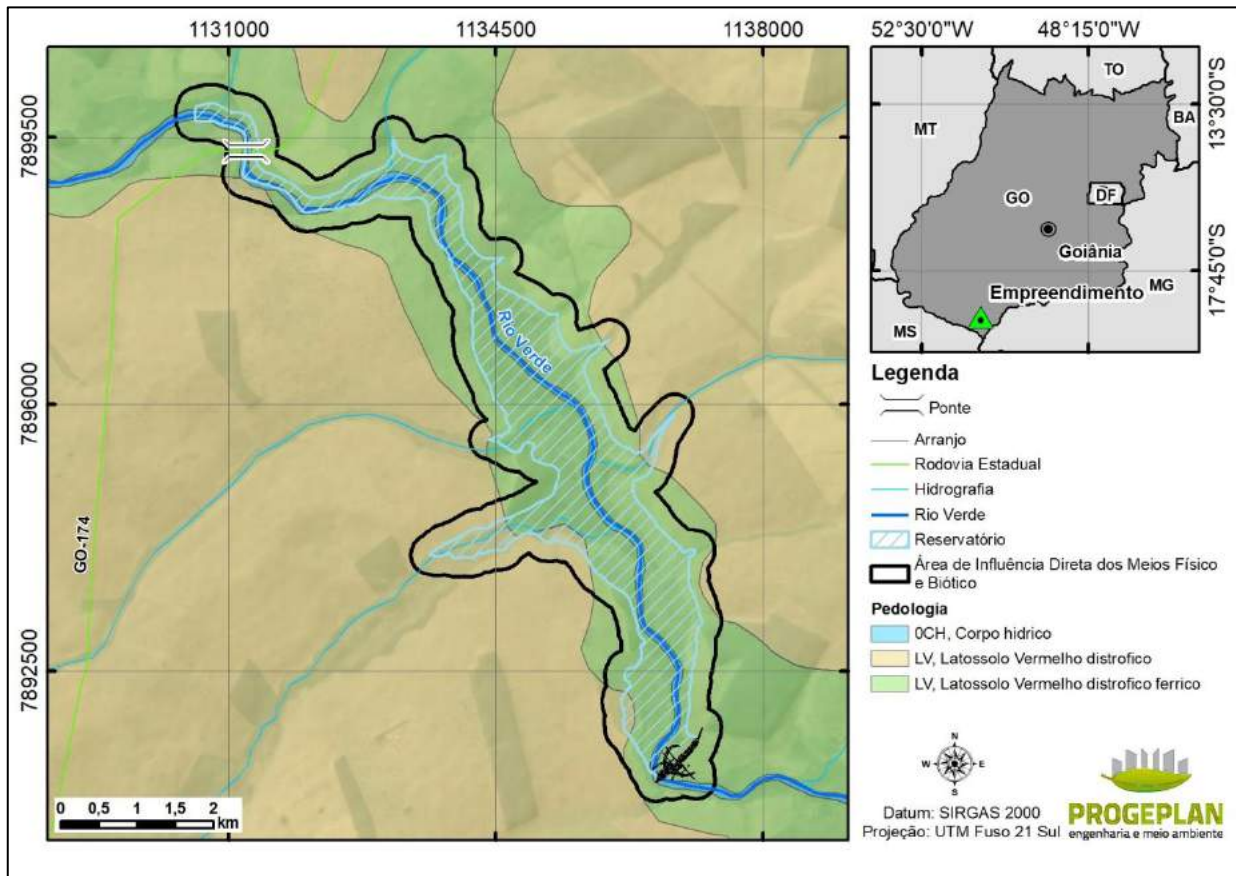 1131000
1134500
1138000
7899500
7896000
7892500
Rio Verde
GO-174
0 0,5 1 1,5 2
km
52°30'0"W
48°15'0"W
13°30'0"S
17°45'0"S
TO
BA
MT
GO
DF
Goiânia
MG
Empreendimento
MS
Legenda
Ponte
Arranjo
Rodovia Estadual
Hidrografia
Rio Verde
Reservatório
Área de Influência Direta dos Meios Físico
e Biótico
Pedologia
0CH, Corpo hidrico
LV, Latossolo Vermelho distrofico
LV, Latossolo Vermelho distrofico ferrico
N
W E
S
Datum: SIRGAS 2000
Projeção: UTM Fuso 21 Sul
PROGEPLAN
engenharia e meio ambiente